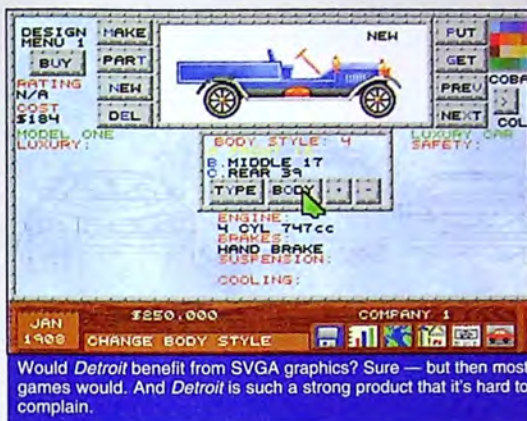 DESIGN
MENU 1
BUY
RATING
N/A
COST
$184
MAKE
PART
NEW
DEL
NEW
PUT
GET
PREV
NEXT
COBA
>
COL
MODEL ONE
LUXURY:
LUXURY CAR
SAFETY:
BODY STYLE: 4
B.MIDDLE 17
C.REAR 39
TYPE BODY + -
ENGINE:
4 CYL 747cc
BRAKES:
HAND BRAKE
SUSPENSION:
COOLING:
JAN
1908
$250,000
COMPANY 1
CHANGE BODY STYLE
Would Detroit benefit from SVGA graphics? Sure — but then most
games would. And Detroit is such a strong product that it's hard to
complain.